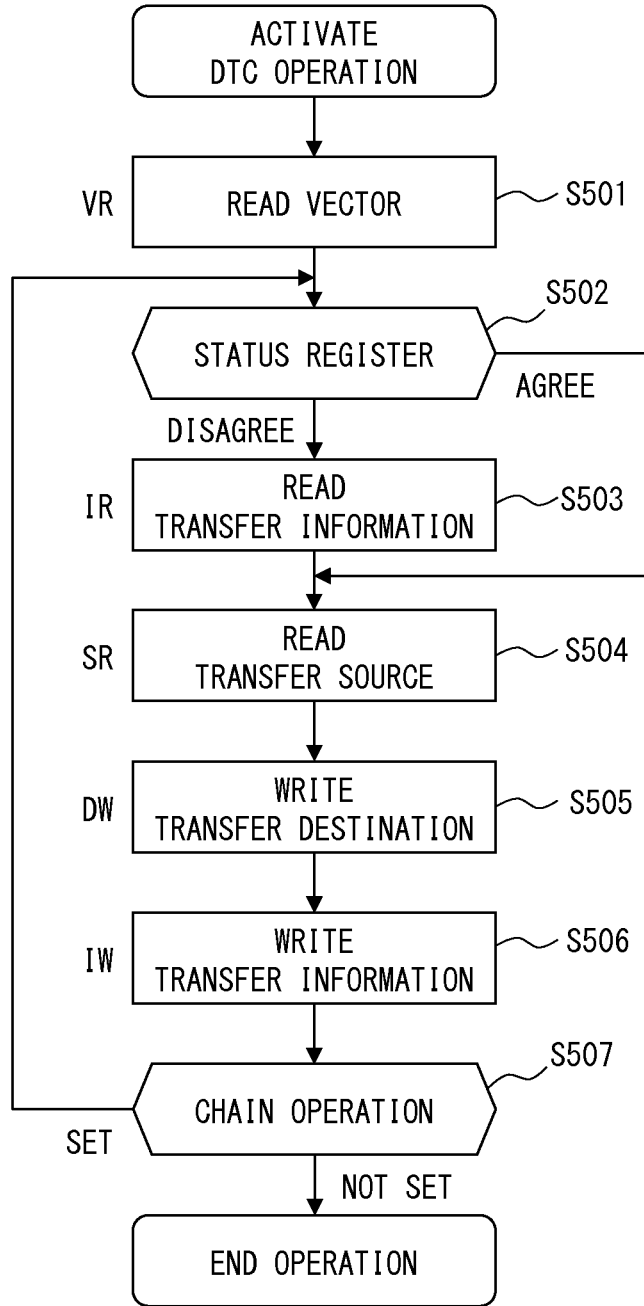 ACTIVATE
DTC OPERATION
VR
READ VECTOR
S501
S502
STATUS REGISTER
AGREE
DISAGREE
IR
READ
TRANSFER INFORMATION
S503
SR
READ
TRANSFER SOURCE
S504
DW
WRITE
TRANSFER DESTINATION
S505
IW
WRITE
TRANSFER INFORMATION
S506
S507
CHAIN OPERATION
SET
NOT SET
END OPERATION